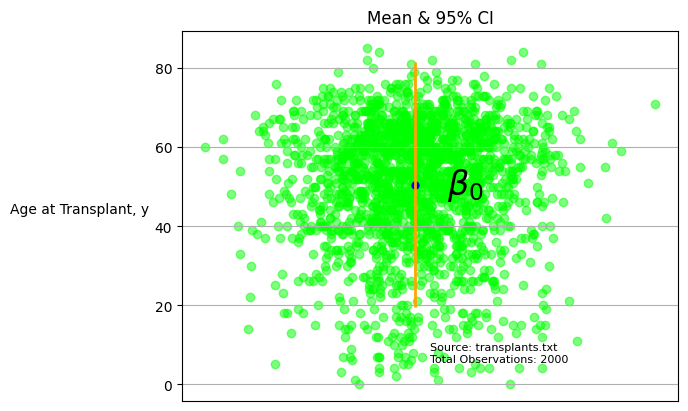 Mean & 95% CI
80
60
Age at Transplant, y
40
20
0
β₀
Source: transplants.txt
Total Observations: 2000